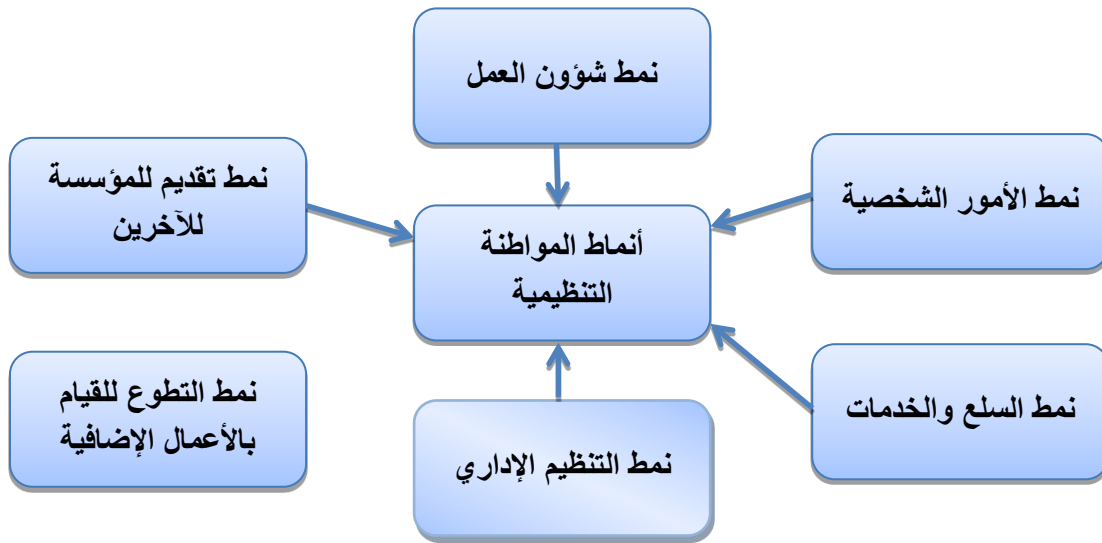 نمط شؤون العمل
نمط الأمور الشخصية
نمط تقديم للمؤسسة
للآخرين
أنماط المواطنة
التنظيمية
نمط السلع والخدمات
نمط التطوع للقيام
بالأعمال الإضافية
نمط التنظيم الإداري